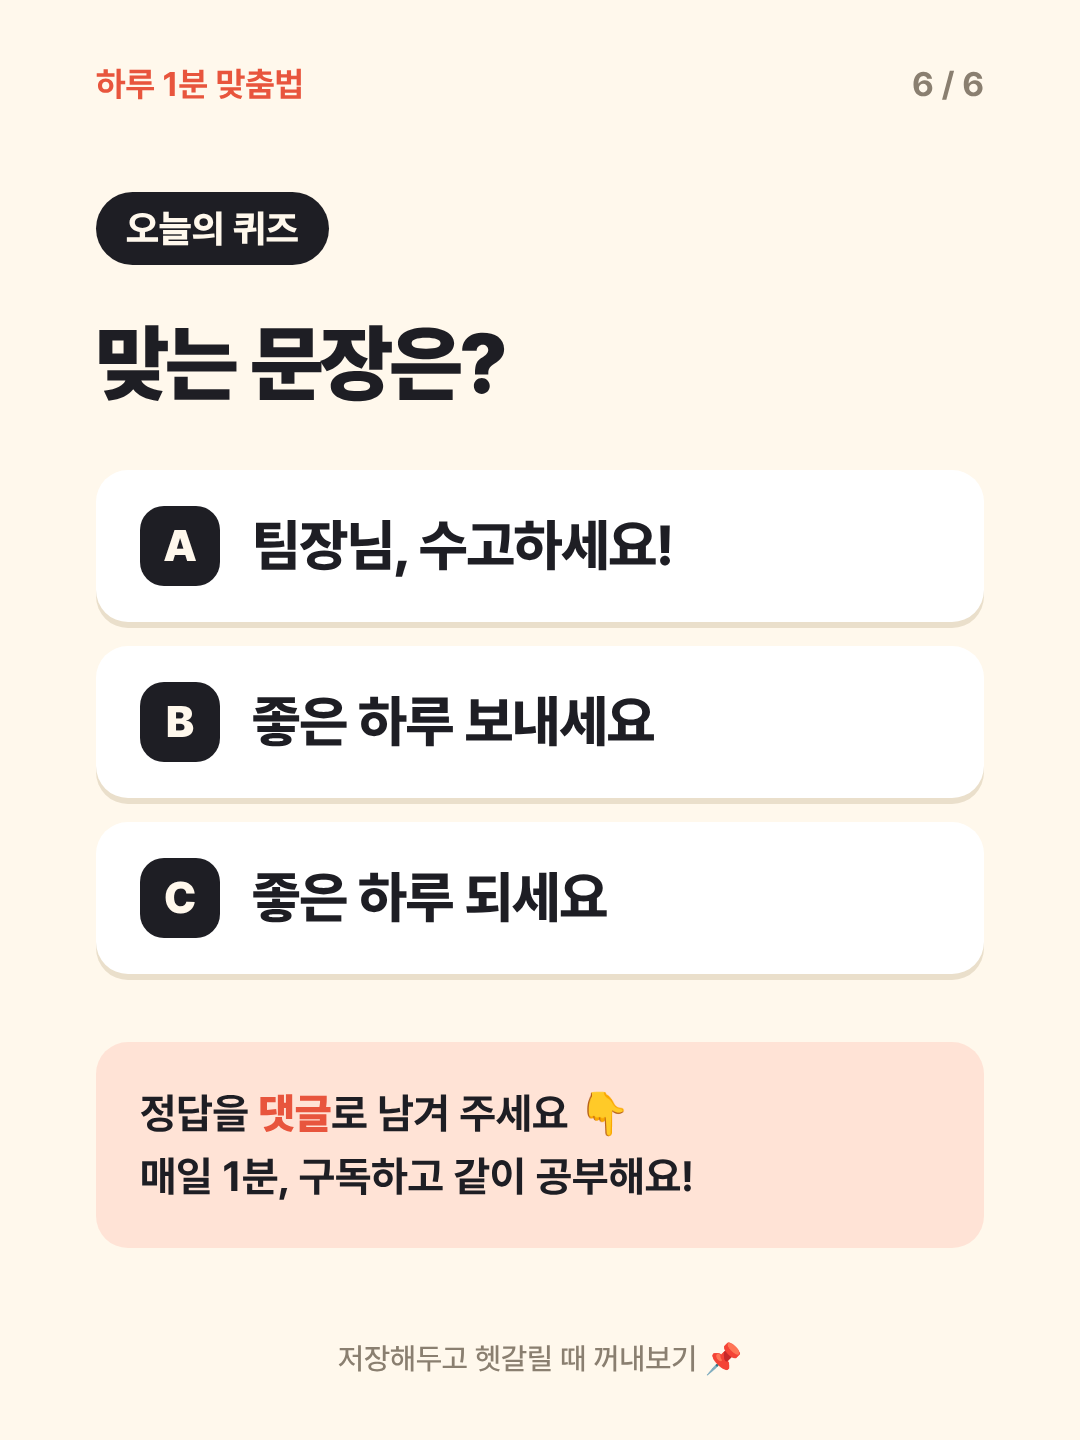 하루 1분 맞춤법
6 / 6
오늘의 퀴즈
맞는 문장은?
A 팀장님, 수고하세요!
B 좋은 하루 보내세요
C 좋은 하루 되세요
정답을 댓글로 남겨 주세요 👇
매일 1분, 구독하고 같이 공부해요!
저장해두고 헷갈릴 때 꺼내보기 📌